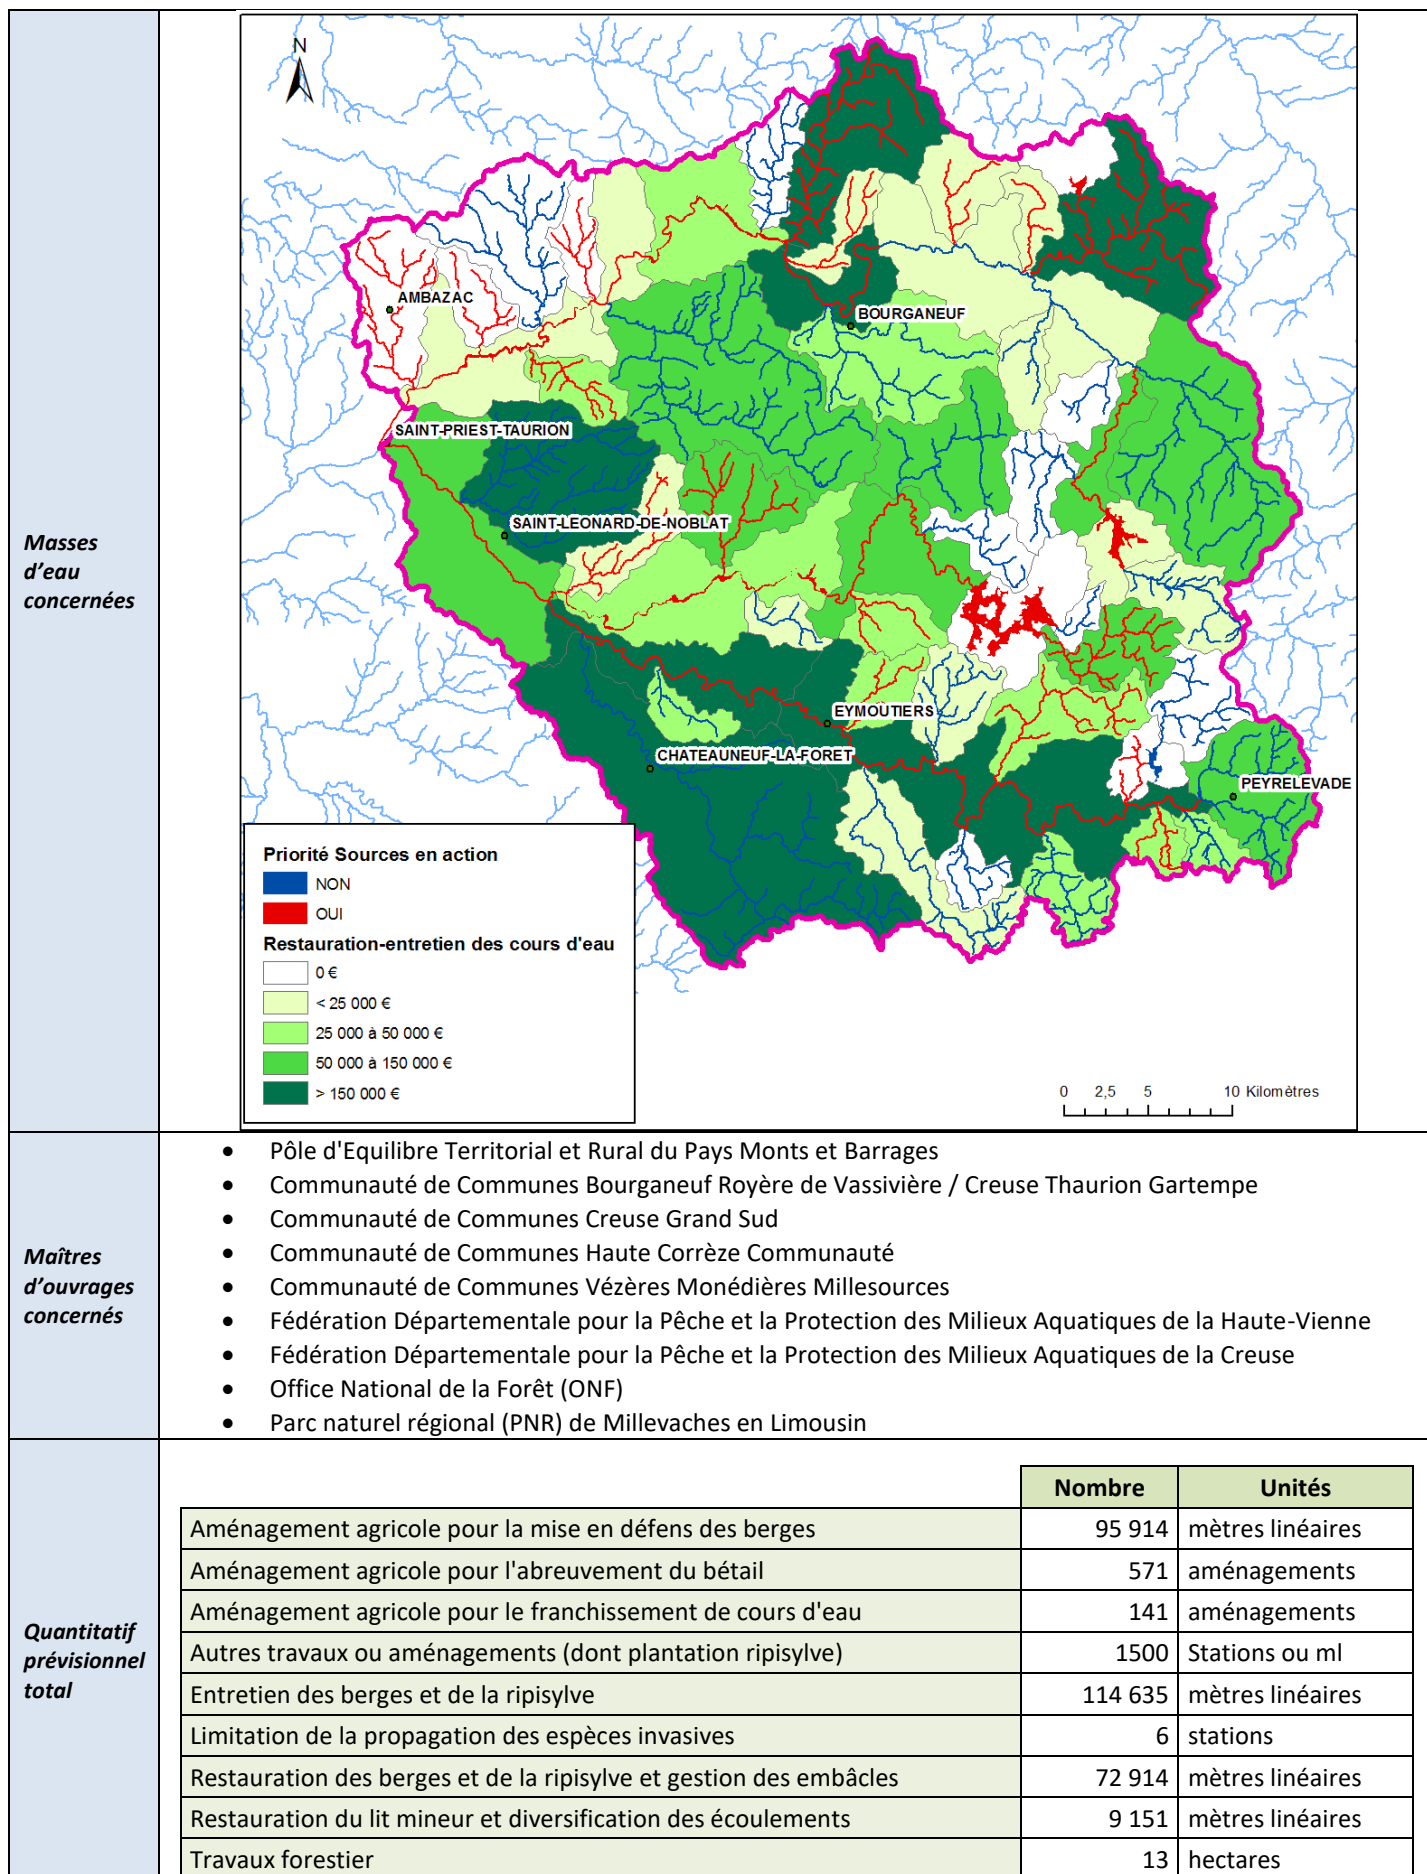 Masses
d'eau
concernées
N
AMBAZAC
BOURGANEUF
SAINT-PRIEST-TAURION
SAINT-LEONARD-DE-NOBLAT
EYMOUTIERS
CHATEAUNEUF-LA-FORET
PEYRELEVADE
Priorité Sources en action
NON
OUI
Restauration-entretien des cours d'eau
0 €
< 25 000 €
25 000 à 50 000 €
50 000 à 150 000 €
> 150 000 €
0 2,5 5 10 Kilomètres
Maîtres
d'ouvrages
concernés
• Pôle d'Equilibre Territorial et Rural du Pays Monts et Barrages
• Communauté de Communes Bourganeuf Royère de Vassivière / Creuse Thaurion Gartempe
• Communauté de Communes Creuse Grand Sud
• Communauté de Communes Haute Corrèze Communauté
• Communauté de Communes Vézères Monédières Millesources
• Fédération Départementale pour la Pêche et la Protection des Milieux Aquatiques de la Haute-Vienne
• Fédération Départementale pour la Pêche et la Protection des Milieux Aquatiques de la Creuse
• Office National de la Forêt (ONF)
• Parc naturel régional (PNR) de Millevaches en Limousin
Quantitatif
prévisionnel
total
Nombre Unités
Aménagement agricole pour la mise en défens des berges 95 914 mètres linéaires
Aménagement agricole pour l'abreuvement du bétail 571 aménagements
Aménagement agricole pour le franchissement de cours d'eau 141 aménagements
Autres travaux ou aménagements (dont plantation ripisylve) 1500 Stations ou ml
Entretien des berges et de la ripisylve 114 635 mètres linéaires
Limitation de la propagation des espèces invasives 6 stations
Restauration des berges et de la ripisylve et gestion des embâcles 72 914 mètres linéaires
Restauration du lit mineur et diversification des écoulements 9 151 mètres linéaires
Travaux forestier 13 hectares